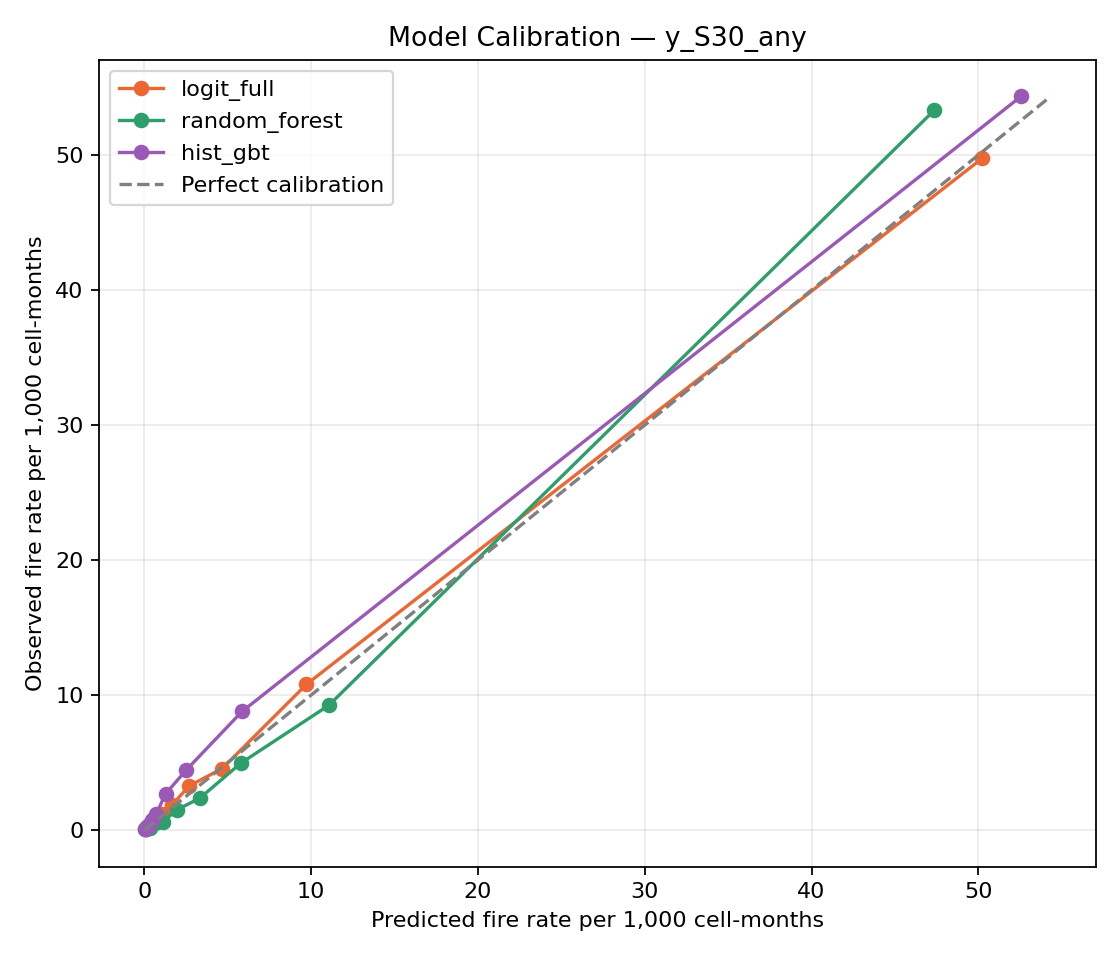 Model Calibration — y_S30_any
logit_full
random_forest
hist_gbt
Perfect calibration
Observed fire rate per 1,000 cell-months
50
40
30
20
10
0
0 10 20 30 40 50
Predicted fire rate per 1,000 cell-months